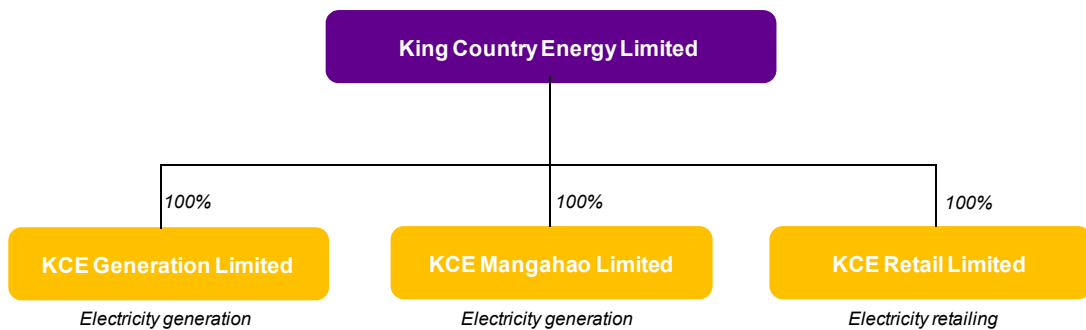 King Country Energy Limited
100%
100%
100%
KCE Generation Limited
KCE Mangahao Limited
KCE Retail Limited
Electricity generation
Electricity generation
Electricity retailing